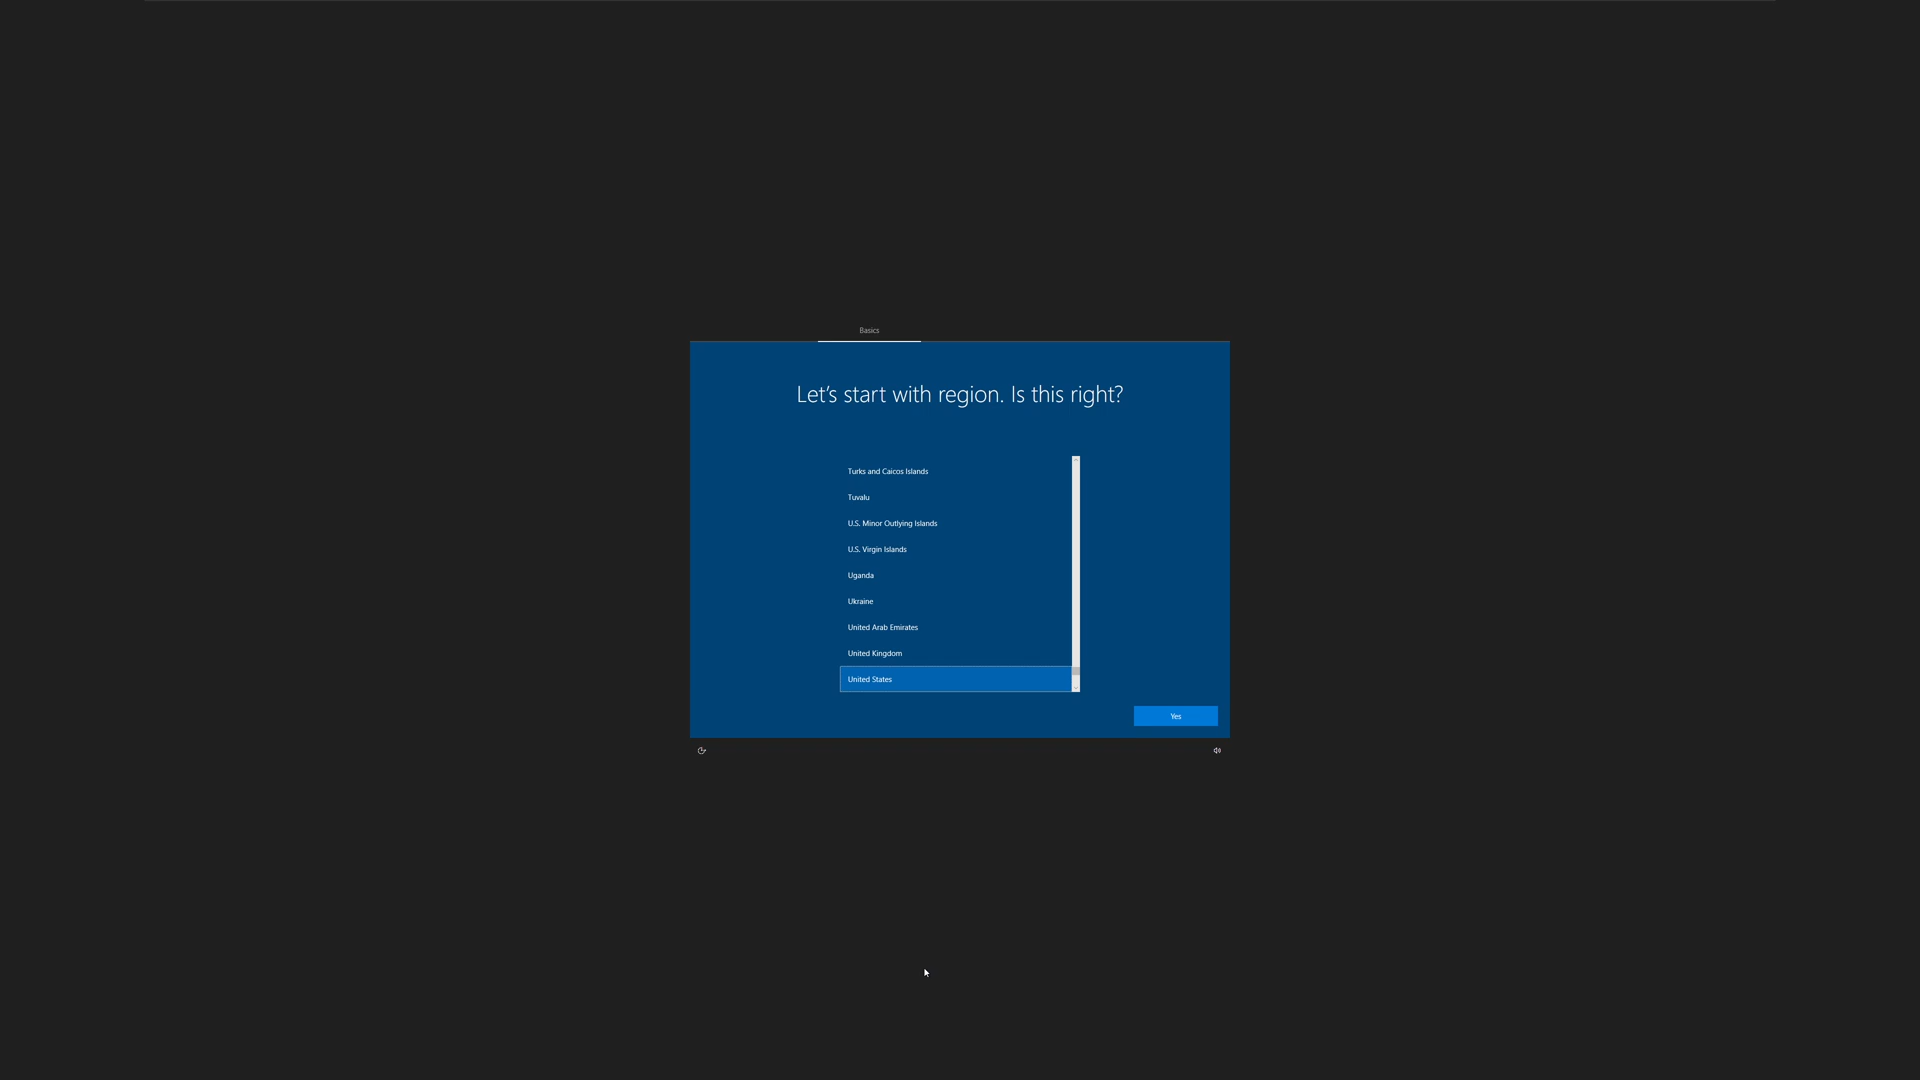 Basics
Let's start with region. Is this right?
Turks and Caicos Islands
Tuvalu
U.S. Minor Outlying Islands
U.S. Virgin Islands
Uganda
Ukraine
United Arab Emirates
United Kingdom
United States
Yes